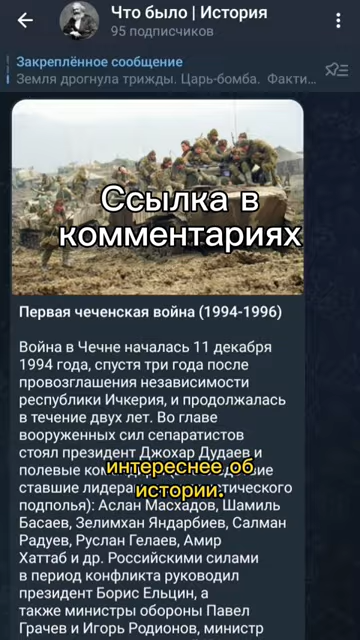 Что было | История
95 подписчиков
Закреплённое сообщение
Земля дрогнула трижды. Царь-бомба. Факти...
Ссылка в
комментариях
Первая чеченская война (1994-1996)
Война в Чечне началась 11 декабря
1994 года, спустя три года после
провозглашения независимости
республики Ичкерия, и продолжалась
в течение двух лет. Во главе
вооруженных сил сепаратистов
стоял президент Джохар Дудаев и
полевые
интереснее об
ставшие
истории.
подполья): Аслан Масхадов, Шамиль
Басаев, Зелимхан Яндарбиев, Салман
Радуев, Руслан Гелаев, Амир
Хаттаб и др. Российскими силами
в период конфликта руководил
президент Борис Ельцин, а
также министры обороны Павел
Грачев и Игорь Родионов, министр